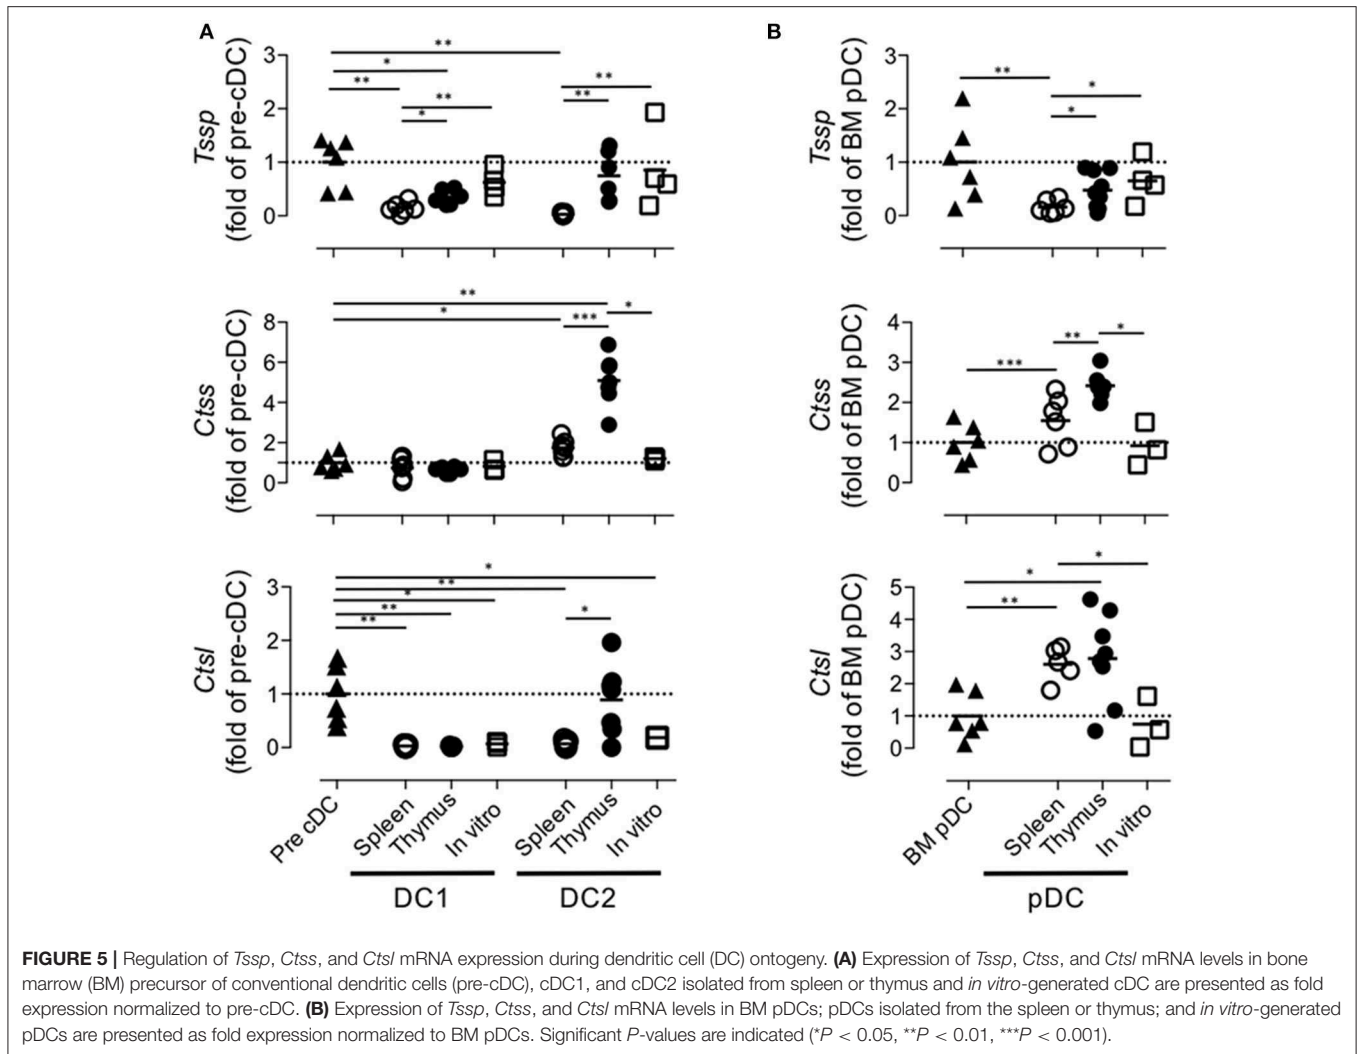 A
B
**
*
**
**
*
**
**
3
2
1
0
Tssp
(fold of pre-cDC)
**
*
*
3
2
1
0
Tssp
(fold of BM pDC)
**
*
***
*
8
6
4
2
0
Ctss
(fold of pre-cDC)
***
**
*
4
3
2
1
0
Ctss
(fold of BM pDC)
*
**
*
**
**
*
3
2
1
0
Ctsl
(fold of pre-cDC)
*
*
**
5
4
3
2
1
0
Ctsl
(fold of BM pDC)
Pre cDC
Spleen
Thymus
In vitro
Spleen
Thymus
In vitro
DC1
DC2
BM pDC
Spleen
Thymus
In vitro
pDC
FIGURE 5 | Regulation of Tssp, Ctss, and Ctsl mRNA expression during dendritic cell (DC) ontogeny. (A) Expression of Tssp, Ctss, and Ctsl mRNA levels in bone
marrow (BM) precursor of conventional dendritic cells (pre-cDC), cDC1, and cDC2 isolated from spleen or thymus and in vitro-generated cDC are presented as fold
expression normalized to pre-cDC. (B) Expression of Tssp, Ctss, and Ctsl mRNA levels in BM pDCs; pDCs isolated from the spleen or thymus; and in vitro-generated
pDCs are presented as fold expression normalized to BM pDCs. Significant P-values are indicated (*P < 0.05, **P < 0.01, ***P < 0.001).